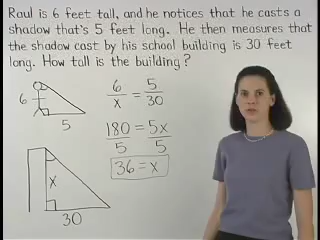 Raul is 6 feet tall, and he notices that he casts a
shadow that's 5 feet long. He then measures that
the shadow cast by his school building is 30 feet
long. How tall is the building?
6/x = 5/30
6
5
180/5 = 5x/5
36 = x
x
30